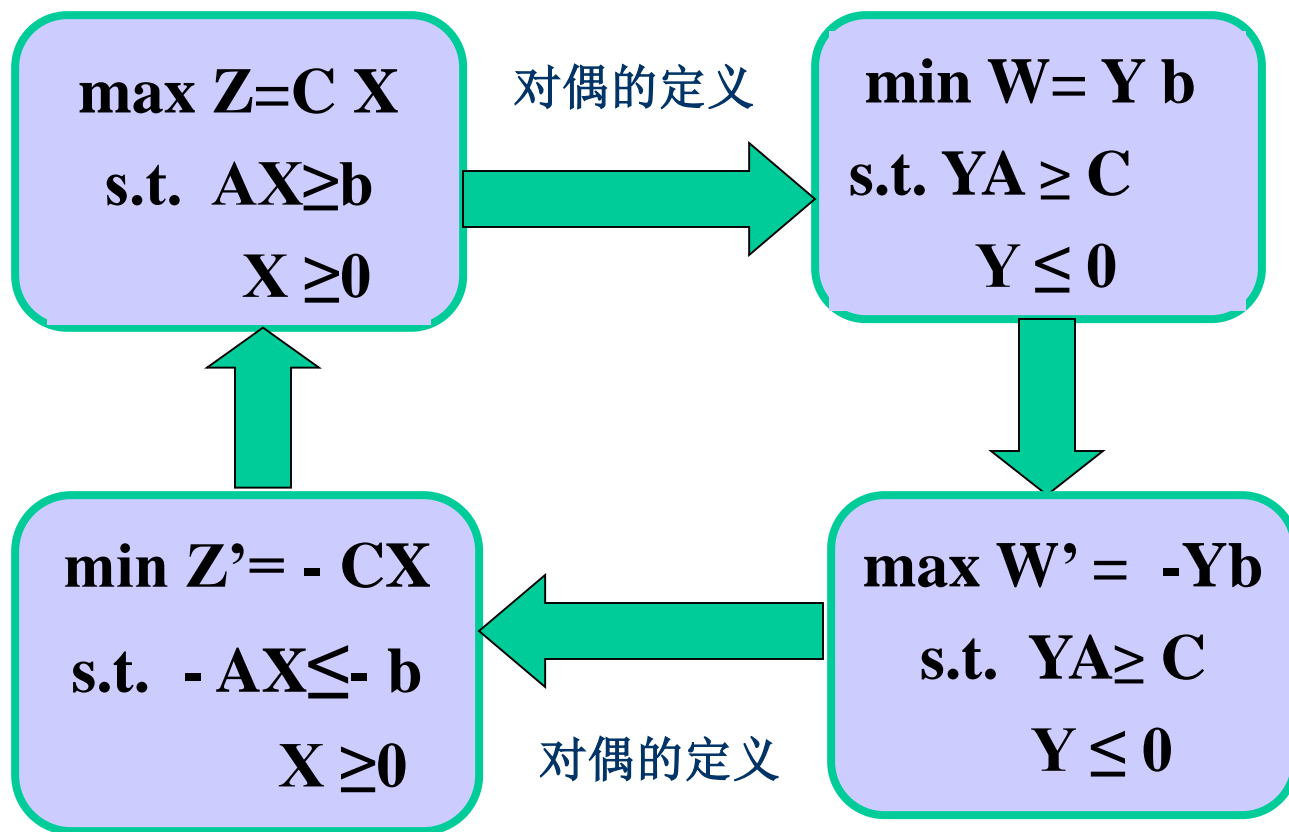 max Z=C X
s.t. AX≥b
X ≥0
对偶的定义
min W= Y b
s.t. YA ≥ C
Y ≤ 0
min Z’= - CX
s.t. - AX≤- b
X ≥0
对偶的定义
max W’ = -Yb
s.t. YA≥ C
Y ≤ 0